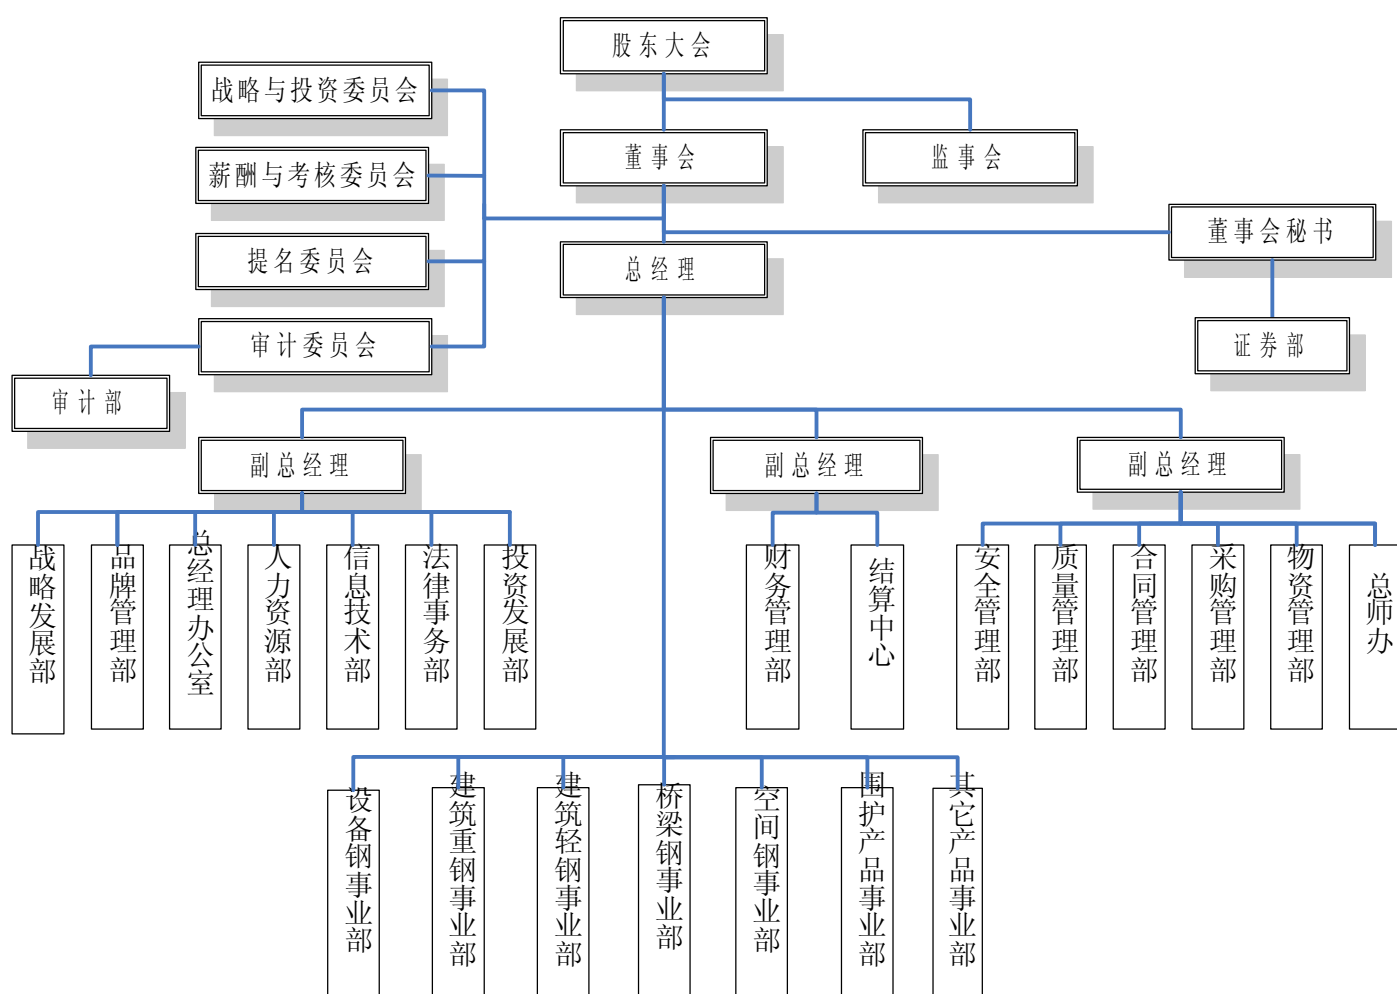 股东大会
战略与投资委员会
薪酬与考核委员会
提名委员会
审计委员会
审计部
董事会
监事会
总经理
董事会秘书
证券部
副总经理
副总经理
副总经理
战略发展部
品牌管理部
总经理办公室
人力资源部
信息技术部
法律事务部
投资发展部
财务管理部
结算中心
安全管理部
质量管理部
合同管理部
采购管理部
物资管理部
总师办
设备钢事业部
建筑重钢事业部
建筑轻钢事业部
桥梁钢事业部
空间钢事业部
围护产品事业部
其它产品事业部